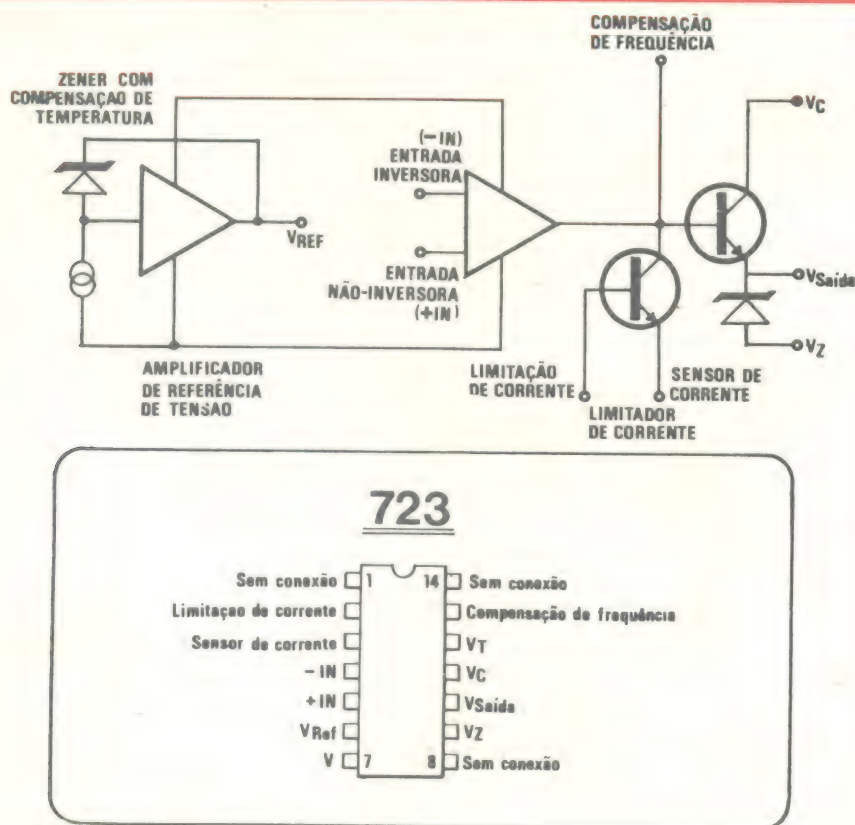 COMPENSAÇÃO
DE FREQUÊNCIA
ZENER COM
COMPENSAÇAO DE
TEMPERATURA
VC
(−IN)
ENTRADA
INVERSORA
VREF
ENTRADA
NÃO-INVERSORA
(+IN)
VSaída
VZ
AMPLIFICADOR
DE REFERÊNCIA
DE TENSAO
LIMITAÇÃO
DE CORRENTE
SENSOR DE
CORRENTE
LIMITADOR
DE CORRENTE
723
Sem conexão 1 14 Sem conexão
Limitaçao de corrente Compensação de frequência
Sensor de corrente VT
− IN VC
+ IN VSaída
VRef VZ
V 7 8 Sem conexão